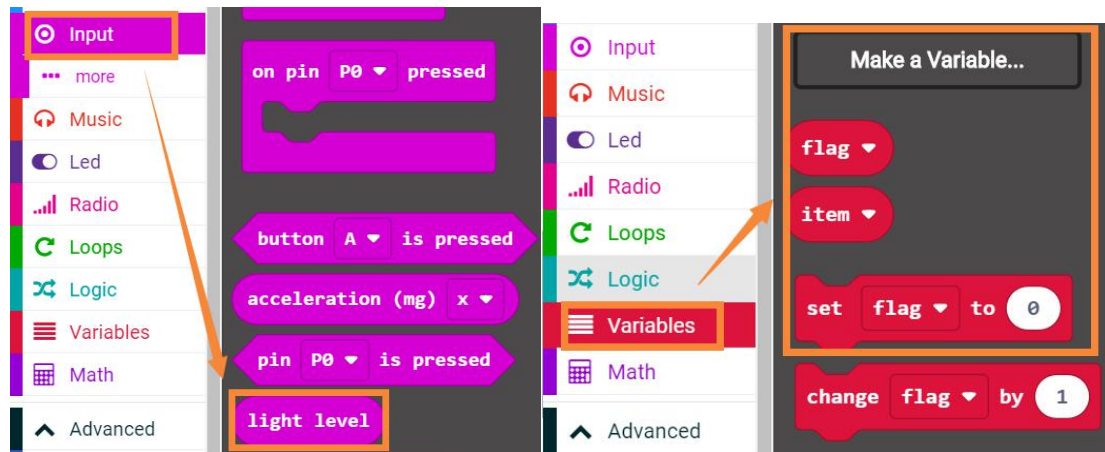 Input
more
Music
Led
Radio
Loops
Logic
Variables
Math
Advanced
on pin P0 pressed
button A is pressed
acceleration (mg) x
pin P0 is pressed
light level
Input
Music
Led
Radio
Loops
Logic
Variables
Math
Advanced
Make a Variable...
flag
item
set flag to 0
change flag by 1